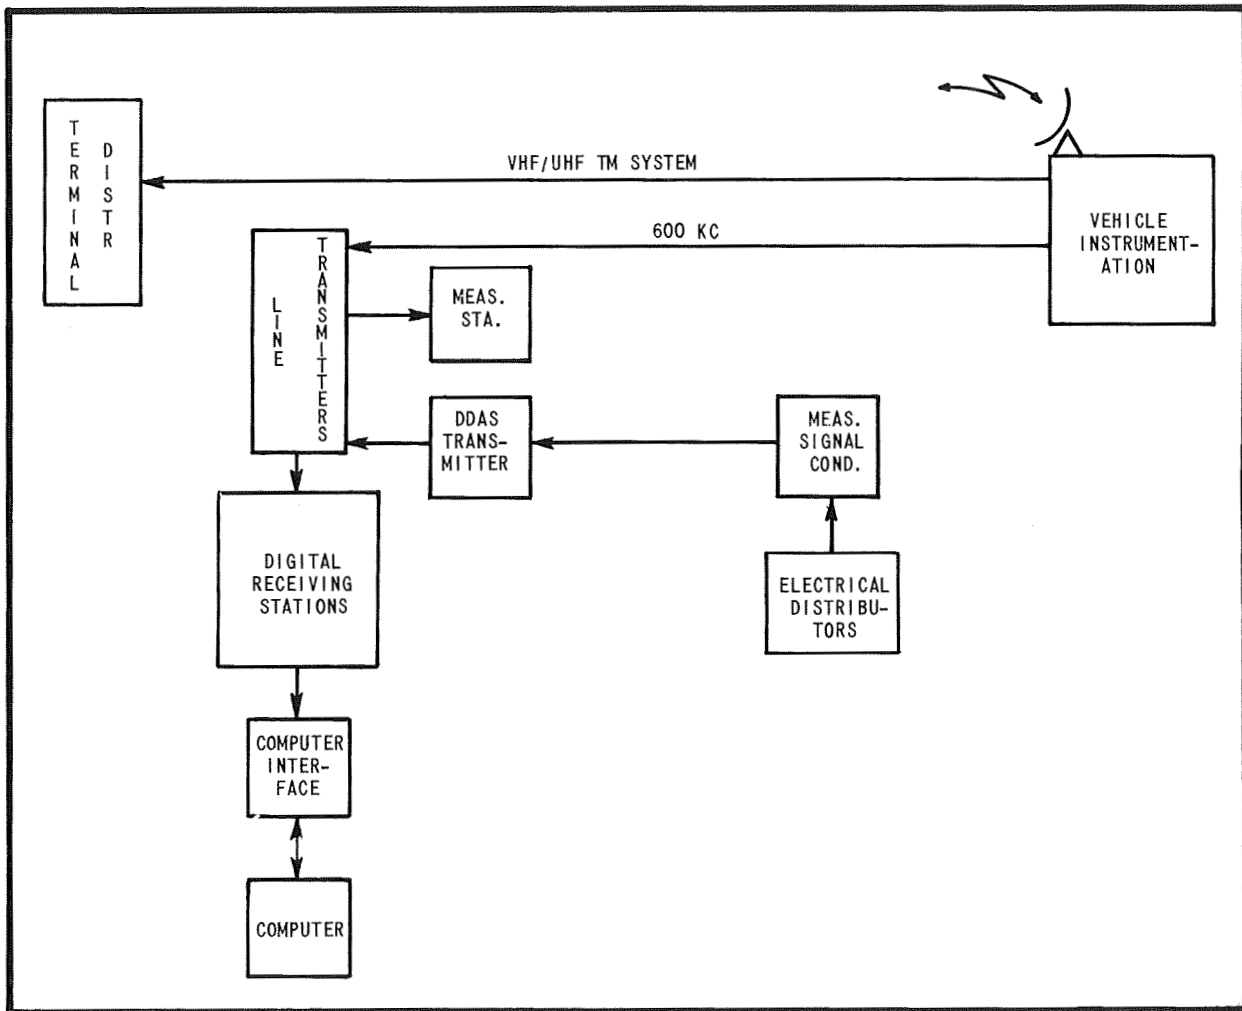 TERMINAL
DISTR
VHF/UHF TM SYSTEM
VEHICLE
INSTRUMENT-
ATION
600 KC
LINE
TRANSMITTERS
MEAS.
STA.
DDAS
TRANS-
MITTER
MEAS.
SIGNAL
COND.
DIGITAL
RECEIVING
STATIONS
ELECTRICAL
DISTRIBU-
TORS
COMPUTER
INTER-
FACE
COMPUTER